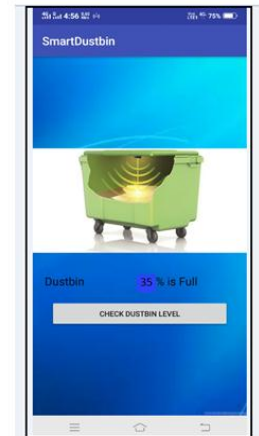 4:56
75%
SmartDustbin
Dustbin 35 % is Full
CHECK DUSTBIN LEVEL